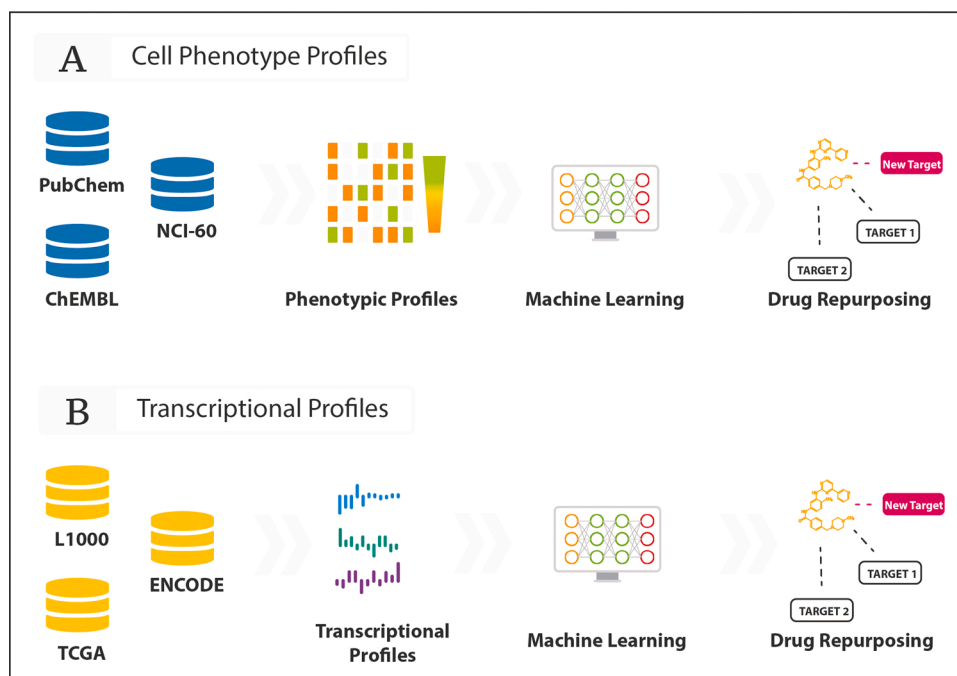 A Cell Phenotype Profiles
PubChem
NCI-60
ChEMBL
Phenotypic Profiles
Machine Learning
New Target
TARGET 1
TARGET 2
Drug Repurposing
B Transcriptional Profiles
L1000
ENCODE
TCGA
Transcriptional
Profiles
Machine Learning
New Target
TARGET 1
TARGET 2
Drug Repurposing